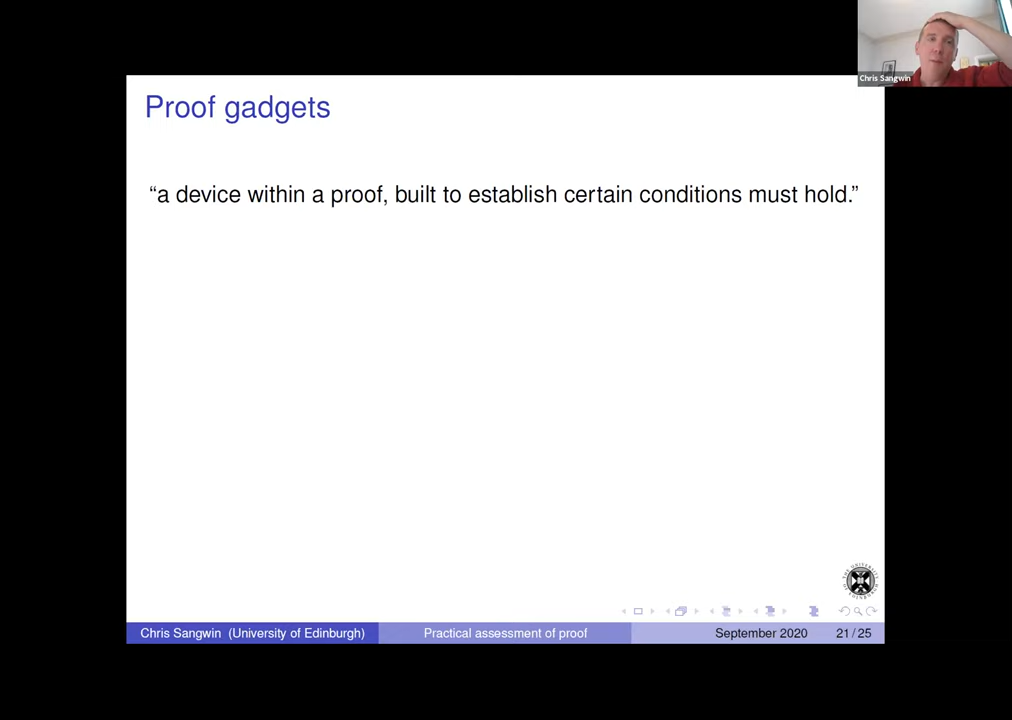 Chris Sangwin
Proof gadgets
“a device within a proof, built to establish certain conditions must hold.”
Chris Sangwin (University of Edinburgh) Practical assessment of proof September 2020 21 / 25